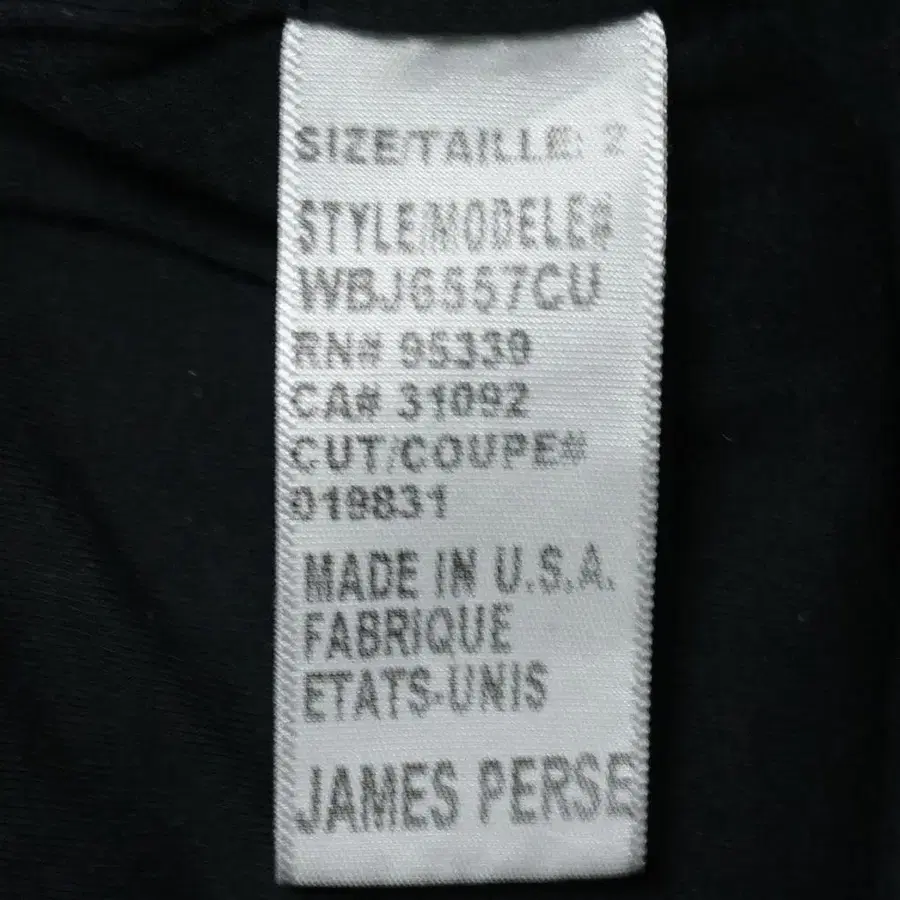 SIZE/TAILLE: 2
STYLE/MODELE#
WBJ6557CU
RN# 95339
CA# 31092
CUT/COUPE#
019831
MADE IN U.S.A.
FABRIQUE
ETATS-UNIS
JAMES PERSE